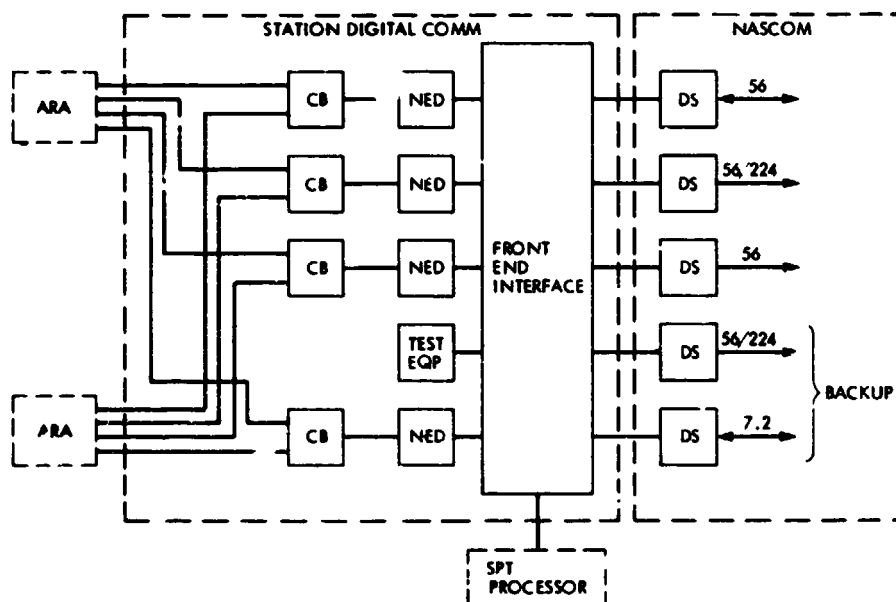 STATION DIGITAL COMM
NASCOM
ARA
CB
NED
DS
56
CB
NED
DS
56/224
CB
NED
FRONT
END
INTERFACE
DS
56
TEST
EQP
DS
56/224
BACKUP
ARA
CB
NED
DS
7.2
SPT
PROCESSOR